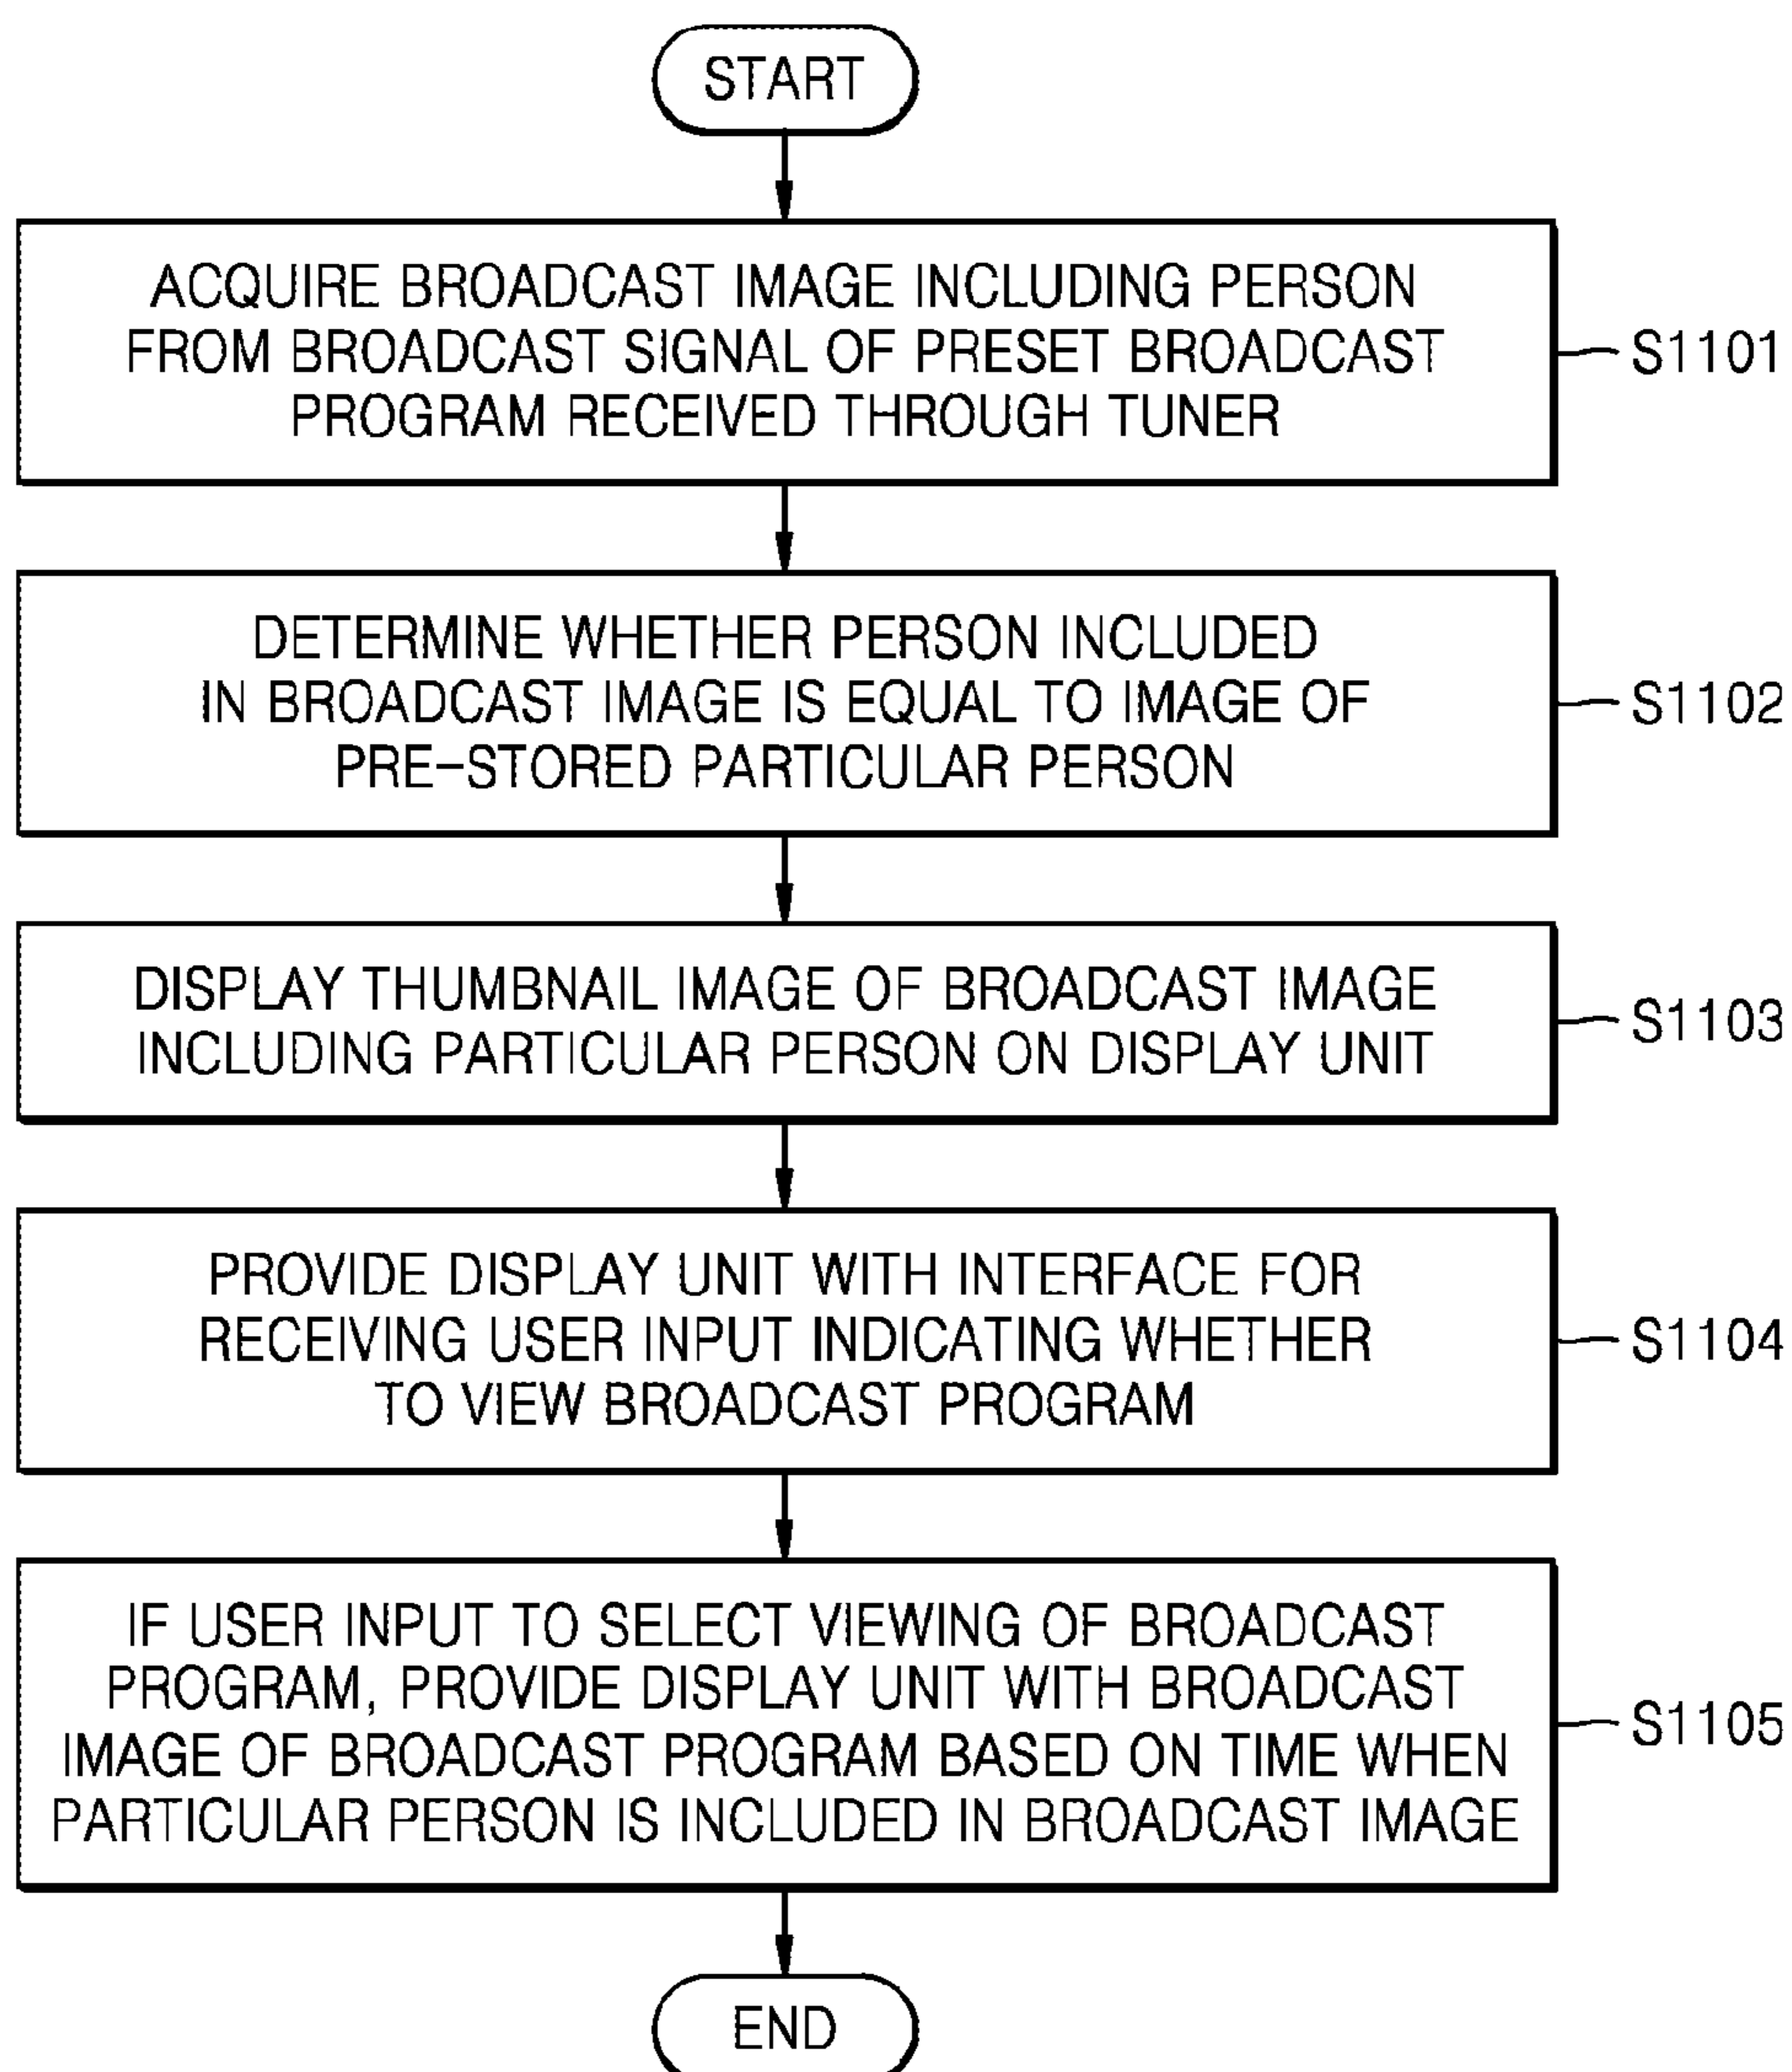 START
ACQUIRE BROADCAST IMAGE INCLUDING PERSON
FROM BROADCAST SIGNAL OF PRESET BROADCAST
PROGRAM RECEIVED THROUGH TUNER
S1101
DETERMINE WHETHER PERSON INCLUDED
IN BROADCAST IMAGE IS EQUAL TO IMAGE OF
PRE-STORED PARTICULAR PERSON
S1102
DISPLAY THUMBNAIL IMAGE OF BROADCAST IMAGE
INCLUDING PARTICULAR PERSON ON DISPLAY UNIT
S1103
PROVIDE DISPLAY UNIT WITH INTERFACE FOR
RECEIVING USER INPUT INDICATING WHETHER
TO VIEW BROADCAST PROGRAM
S1104
IF USER INPUT TO SELECT VIEWING OF BROADCAST
PROGRAM, PROVIDE DISPLAY UNIT WITH BROADCAST
IMAGE OF BROADCAST PROGRAM BASED ON TIME WHEN
PARTICULAR PERSON IS INCLUDED IN BROADCAST IMAGE
S1105
END